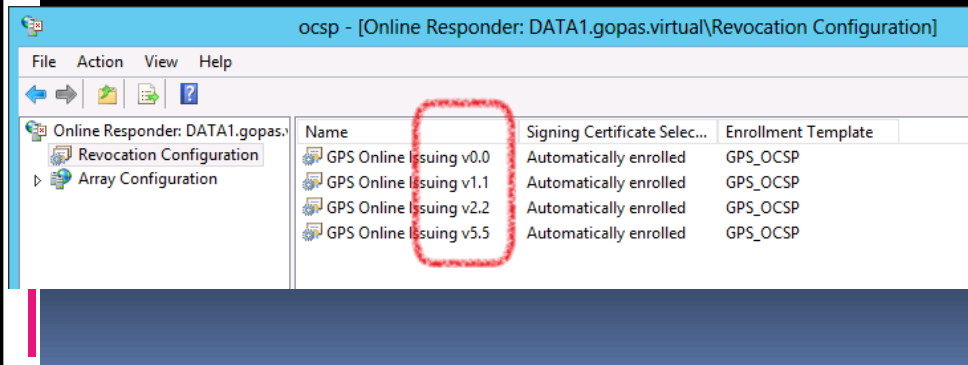 ocsp - [Online Responder: DATA1.gopas.virtual\Revocation Configuration]
File Action View Help
Online Responder: DATA1.gopas.v
Revocation Configuration
Array Configuration
Name Signing Certificate Selec... Enrollment Template
GPS Online Issuing v0.0 Automatically enrolled GPS_OCSP
GPS Online Issuing v1.1 Automatically enrolled GPS_OCSP
GPS Online Issuing v2.2 Automatically enrolled GPS_OCSP
GPS Online Issuing v5.5 Automatically enrolled GPS_OCSP